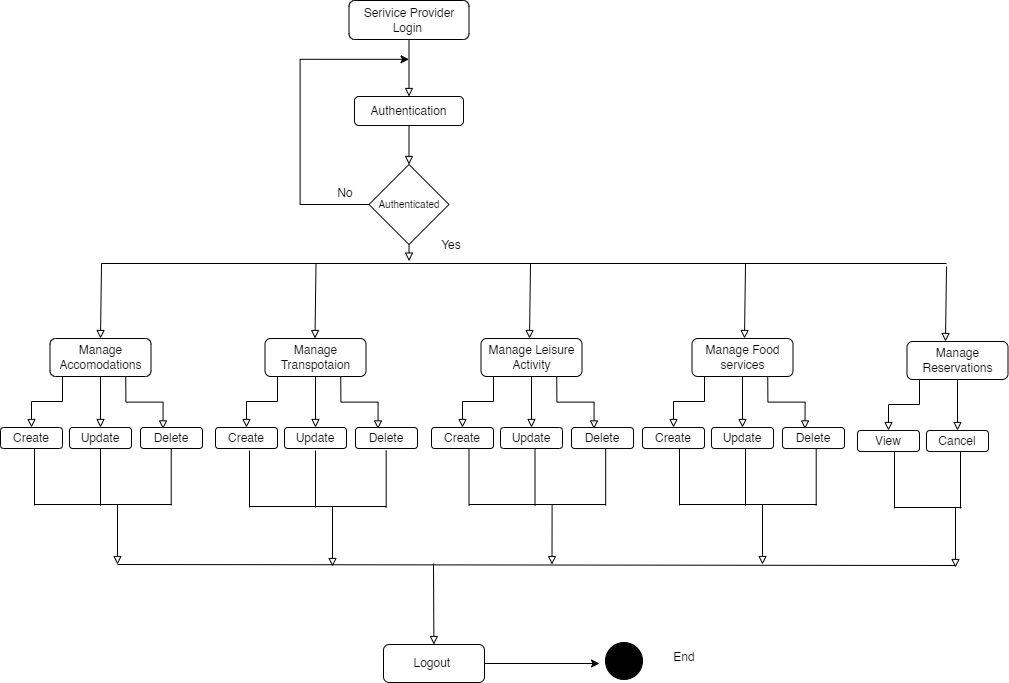 Serivice Provider
Login
Authentication
No
Authenticated
Yes
Manage
Accomodations
Manage
Transpotaion
Manage Leisure
Activity
Manage Food
services
Manage
Reservations
Create
Update
Delete
Create
Update
Delete
Create
Update
Delete
Create
Update
Delete
View
Cancel
Logout
End